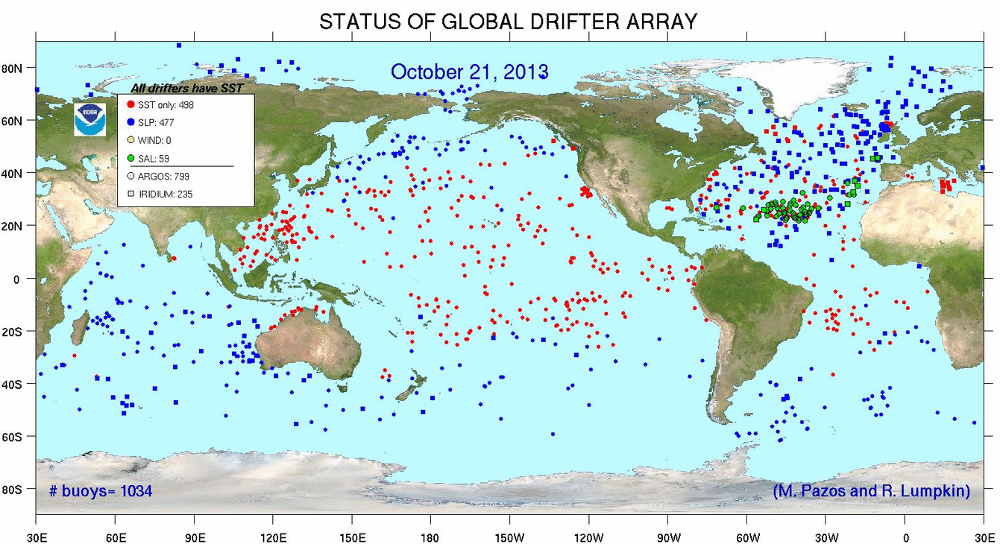 STATUS OF GLOBAL DRIFTER ARRAY
October 21, 2013
All drifters have SST
SST only: 498
SLP: 477
WIND: 0
SAL: 59
ARGOS: 799
IRIDIUM: 235
NOAA
80N
60N
40N
20N
0
20S
40S
60S
80S
# buoys= 1034
(M. Pazos and R. Lumpkin)
30E 60E 90E 120E 150E 180 150W 120W 90W 60W 30W 0 30E